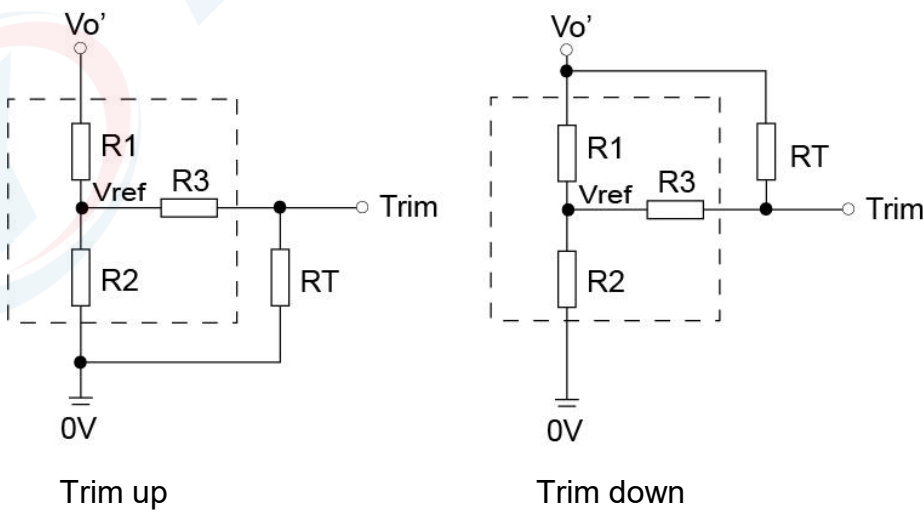 Vo’
R1
Vref
R3
Trim
R2
RT
0V
Trim up
Vo’
R1
RT
Vref
R3
Trim
R2
0V
Trim down